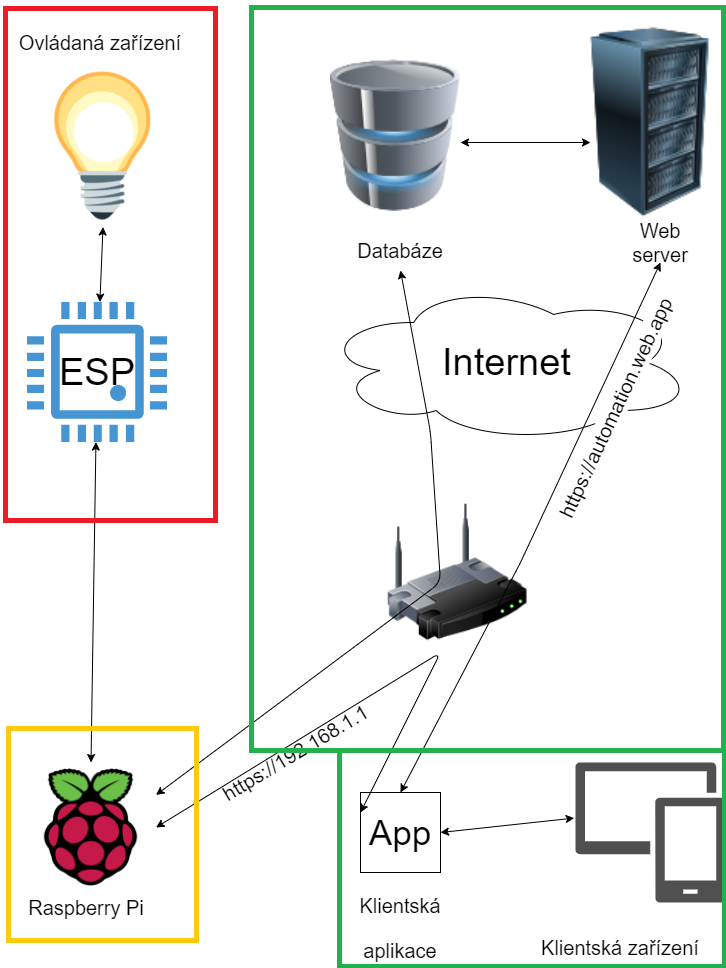 Ovládaná zařízení
ESP
Raspberry Pi
Databáze
Web
server
Internet
https://automation.web.app
https://192.168.1.1
App
Klientská
aplikace
Klientská zařízení